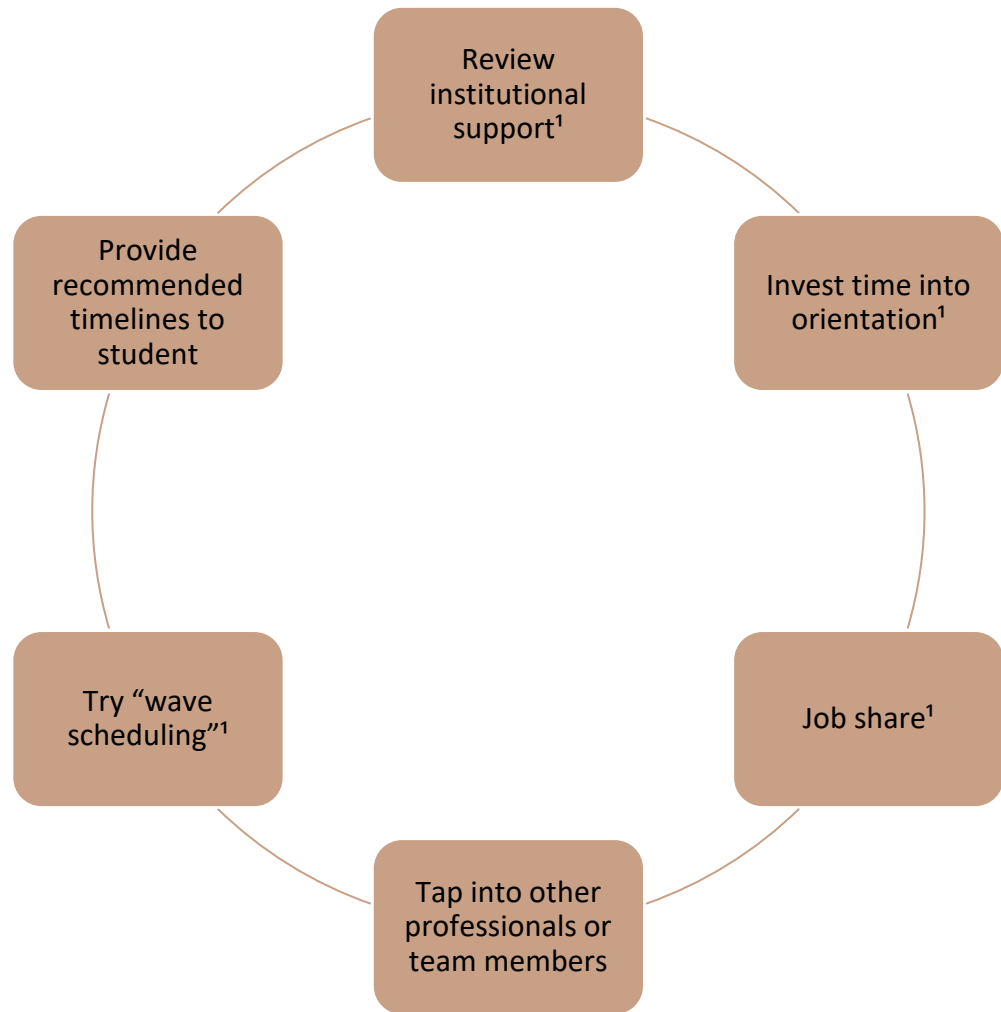 Review
institutional
support¹
Invest time into
orientation¹
Job share¹
Tap into other
professionals or
team members
Try “wave
scheduling”¹
Provide
recommended
timelines to
student